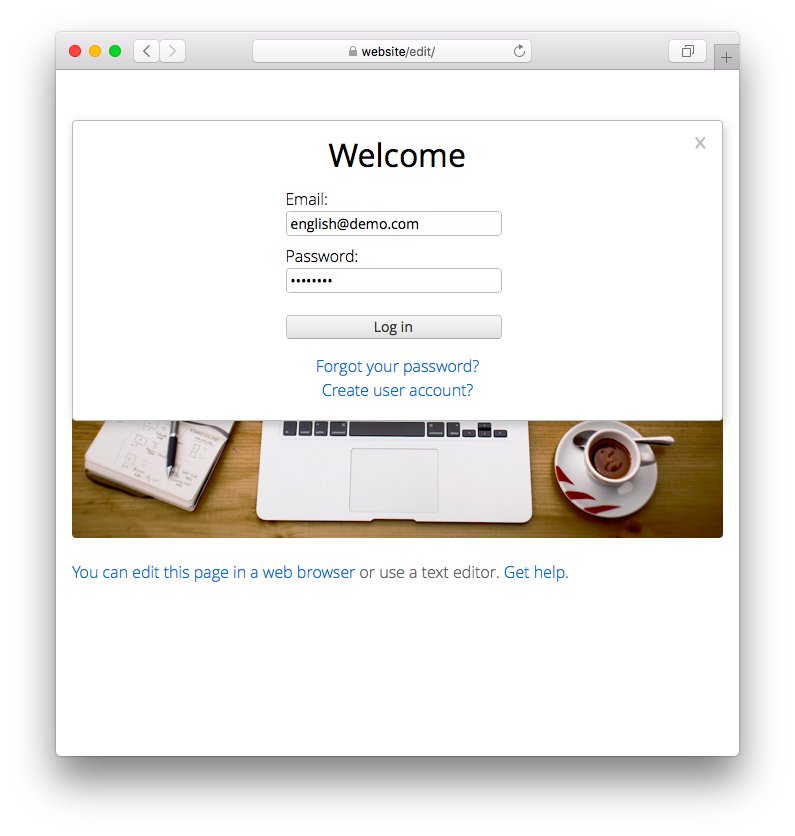 website/edit/
Welcome
Email:
english@demo.com
Password:
••••••••
Log in
Forgot your password?
Create user account?
You can edit this page in a web browser or use a text editor. Get help.